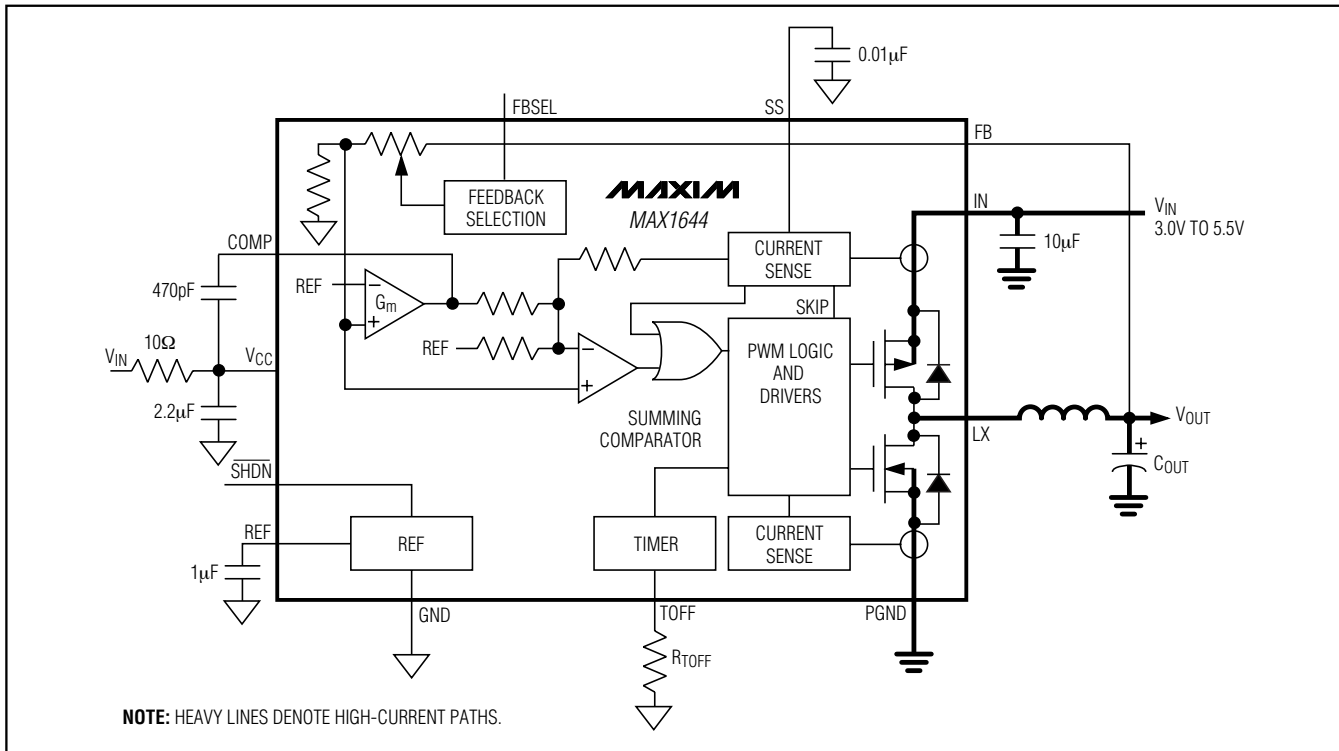 0.01µF
FBSEL
SS
FB
FEEDBACK
SELECTION
MAXIM
MAX1644
IN
VIN
3.0V TO 5.5V
10µF
COMP
CURRENT
SENSE
470pF
REF
Gm
SKIP
REF
PWM LOGIC
AND
DRIVERS
10Ω
VIN
VCC
2.2µF
SUMMING
COMPARATOR
LX
VOUT
COUT
+
SHDN
REF
REF
TIMER
CURRENT
SENSE
1µF
GND
TOFF
PGND
RTOFF
NOTE: HEAVY LINES DENOTE HIGH-CURRENT PATHS.